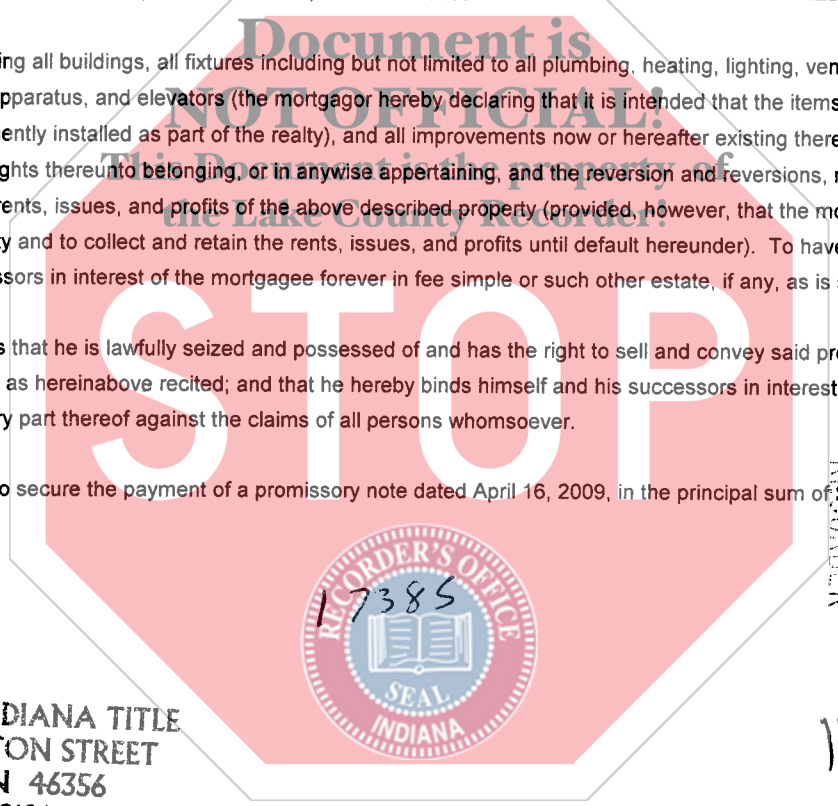 Document is
ing all buildings, all fixtures including but not limited to all plumbing, heating, lighting, ven
NOT OFFICIAL!
pparatus, and elevators (the mortgagor hereby declaring that it is intended that the items
ently installed as part of the realty), and all improvements now or hereafter existing there
This Document is the property of
ghts thereunto belonging, or in anywise appertaining, and the reversion and reversions,
the Lake County Recorder!
ents, issues, and profits of the above described property (provided, however, that the mo
y and to collect and retain the rents, issues, and profits until default hereunder). To have
ssors in interest of the mortgagee forever in fee simple or such other estate, if any, as is
STOP
s that he is lawfully seized and possessed of and has the right to sell and convey said pr
as hereinabove recited; and that he hereby binds himself and his successors in interest
y part thereof against the claims of all persons whomsoever.
o secure the payment of a promissory note dated April 16, 2009, in the principal sum of
RECORDER'S OFFICE
17385
SEAL
INDIANA
DIANA TITLE
TON STREET
N 46356